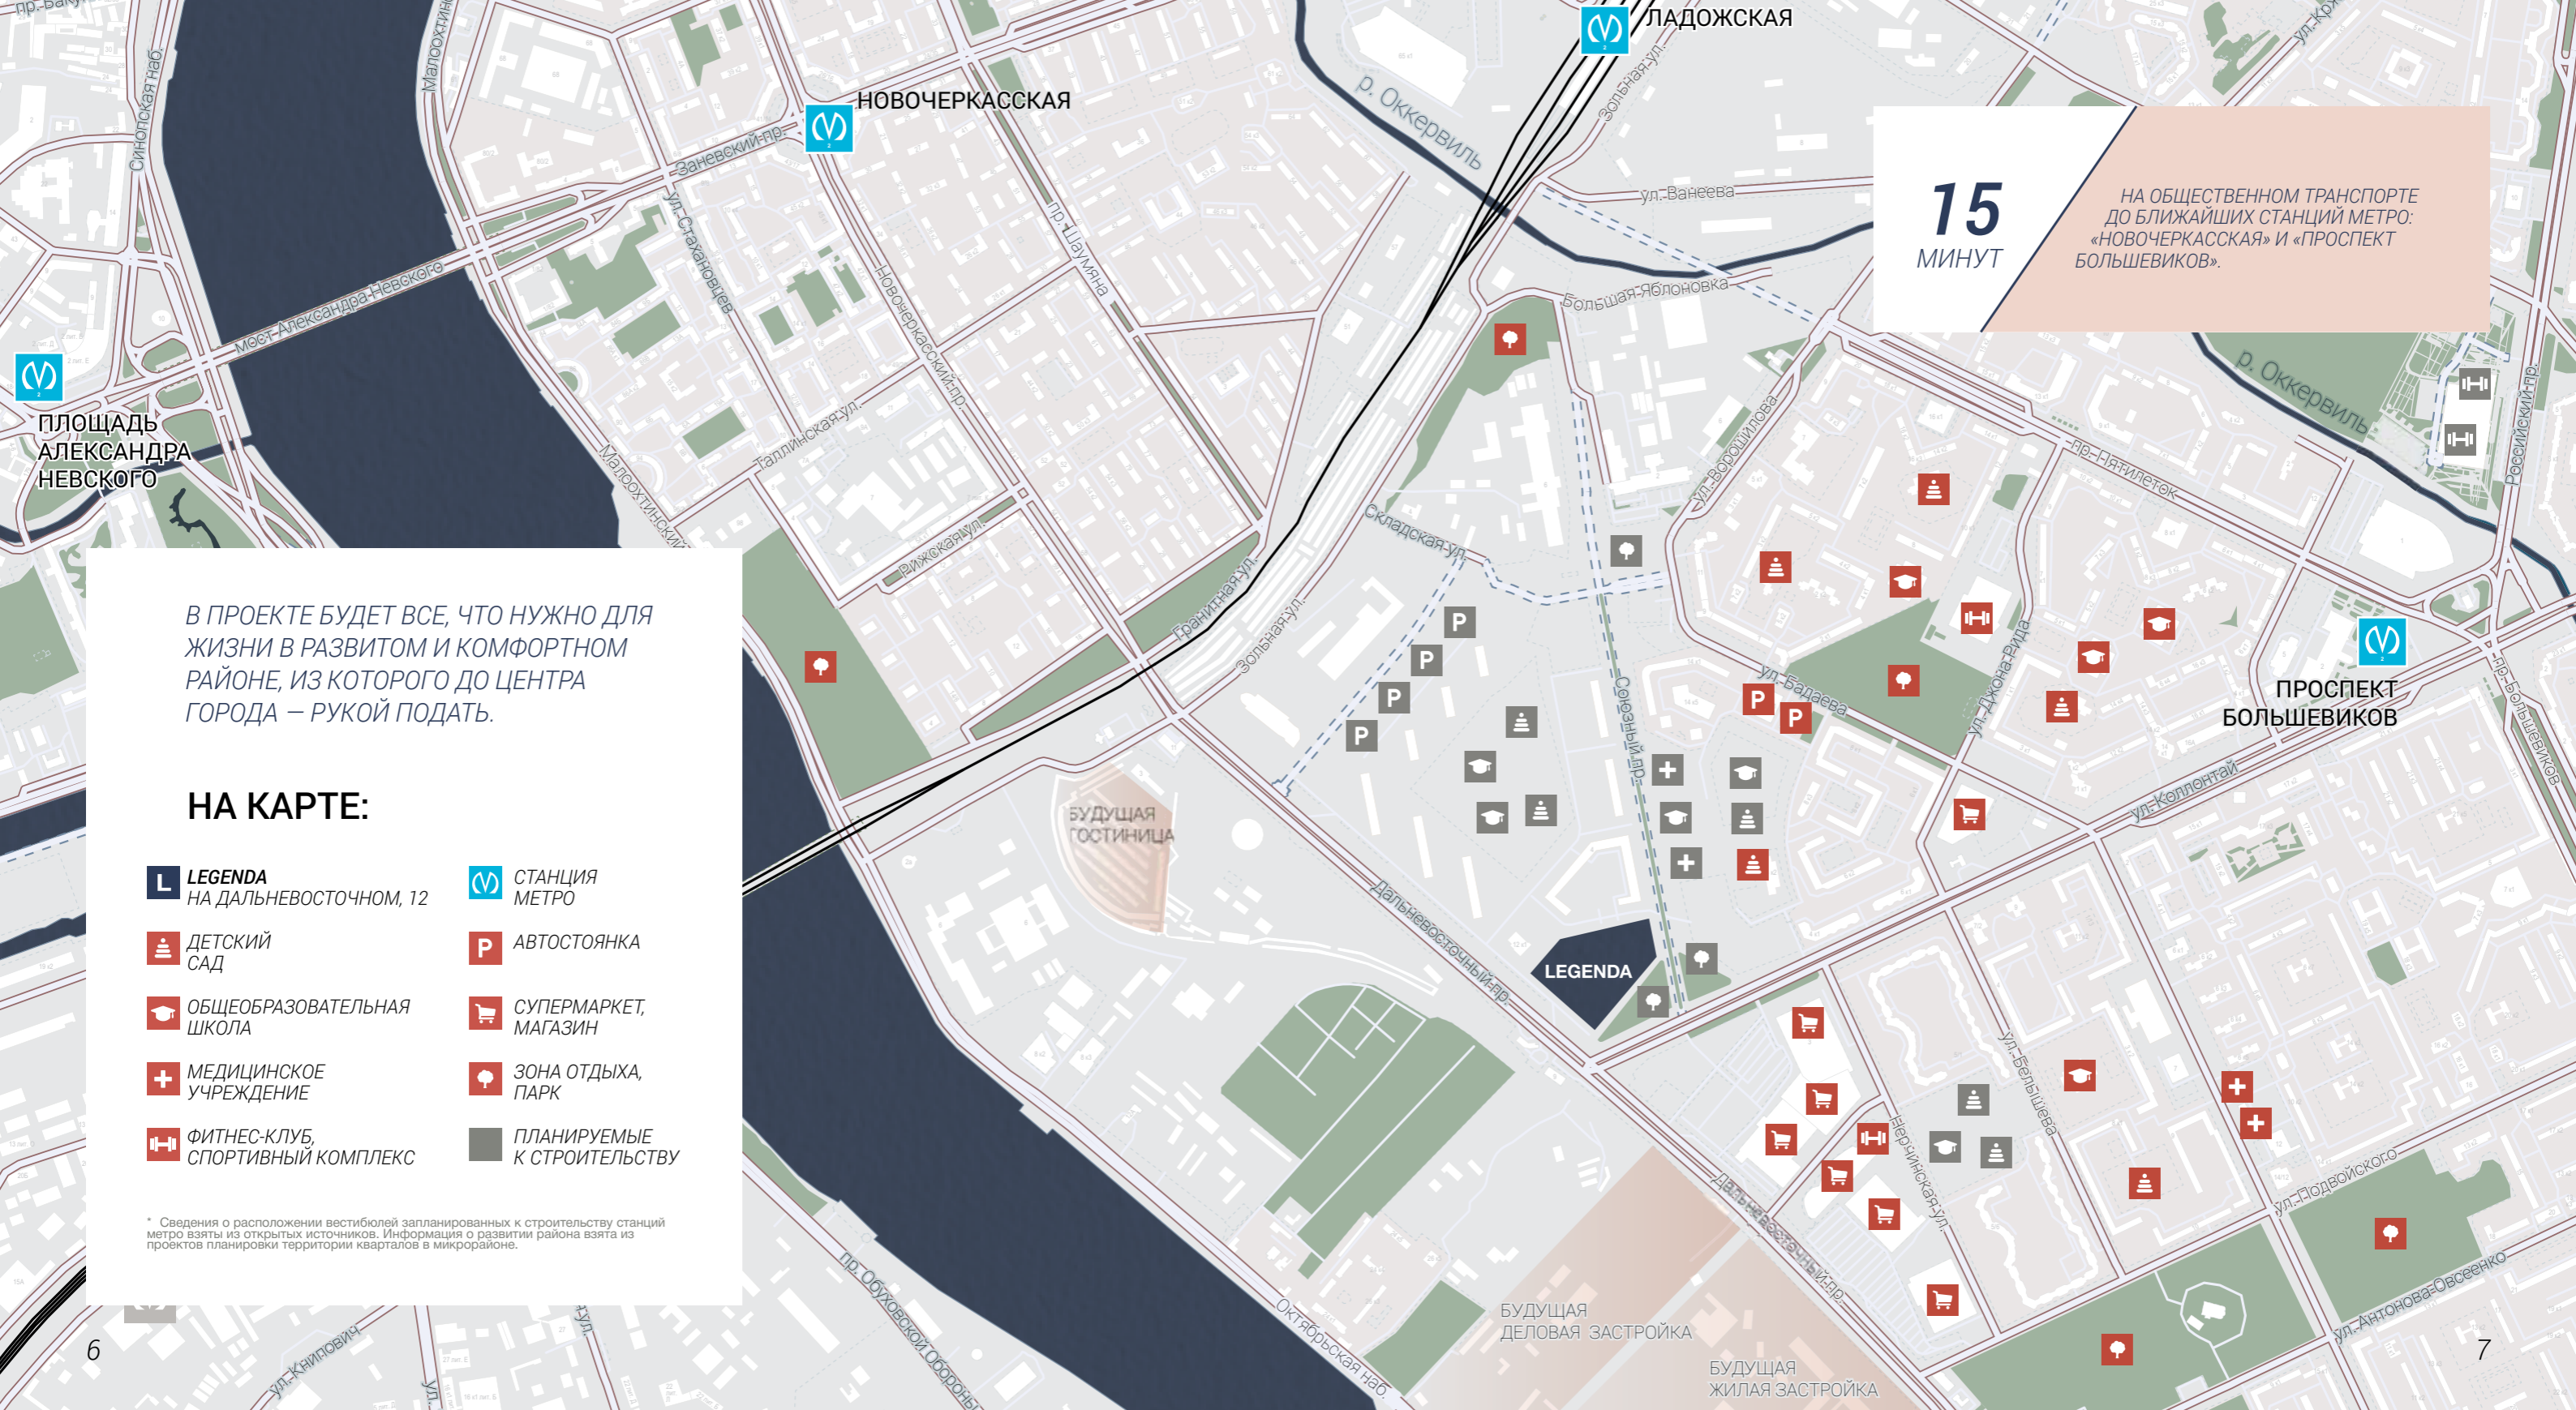 ЛАДОЖСКАЯ
НОВОЧЕРКАССКАЯ
Синопская наб.
Заневский пр.
ул. Стахановцев
пр. Шаумяна
Новочеркасский пр.
мост Александра Невского
р. Оккервиль
Зольная ул.
ул. Ванеева
Большая Яблоновка
15
МИНУТ
НА ОБЩЕСТВЕННОМ ТРАНСПОРТЕ
ДО БЛИЖАЙШИХ СТАНЦИЙ МЕТРО:
«НОВОЧЕРКАССКАЯ» И «ПРОСПЕКТ
БОЛЬШЕВИКОВ».
р. Оккервиль
Российский пр.
ПЛОЩАДЬ
АЛЕКСАНДРА
НЕВСКОГО
Таллинская ул.
Малоохтинский
Рижская ул.
Гранитная ул.
Зольная ул.
Складская ул.
ул. Ворошилова
пр. Пятилеток
ул. Бадаева
ул. Джона Рида
Союзный пр.
ПРОСПЕКТ
БОЛЬШЕВИКОВ
пр. Большевиков
ул. Коллонтай
В ПРОЕКТЕ БУДЕТ ВСЕ, ЧТО НУЖНО ДЛЯ
ЖИЗНИ В РАЗВИТОМ И КОМФОРТНОМ
РАЙОНЕ, ИЗ КОТОРОГО ДО ЦЕНТРА
ГОРОДА — РУКОЙ ПОДАТЬ.
НА КАРТЕ:
L
LEGENDA
НА ДАЛЬНЕВОСТОЧНОМ, 12
ДЕТСКИЙ
САД
ОБЩЕОБРАЗОВАТЕЛЬНАЯ
ШКОЛА
МЕДИЦИНСКОЕ
УЧРЕЖДЕНИЕ
ФИТНЕС-КЛУБ,
СПОРТИВНЫЙ КОМПЛЕКС
СТАНЦИЯ
МЕТРО
P
АВТОСТОЯНКА
СУПЕРМАРКЕТ,
МАГАЗИН
ЗОНА ОТДЫХА,
ПАРК
ПЛАНИРУЕМЫЕ
К СТРОИТЕЛЬСТВУ
* Сведения о расположении вестибюлей запланированных к строительству станций
метро взяты из открытых источников. Информация о развитии района взята из
проектов планировки территории кварталов в микрорайоне.
P
P
P
P
P
P
БУДУЩАЯ
ГОСТИНИЦА
Дальневосточный пр.
LEGENDA
ул. Белышева
Нерчинская ул.
Дальневосточный пр.
ул. Подвойского
ул. Антонова-Овсеенко
БУДУЩАЯ
ДЕЛОВАЯ ЗАСТРОЙКА
БУДУЩАЯ
ЖИЛАЯ ЗАСТРОЙКА
Октябрьская наб.
пр. Обуховской Обороны
ул. Книпович
6
7